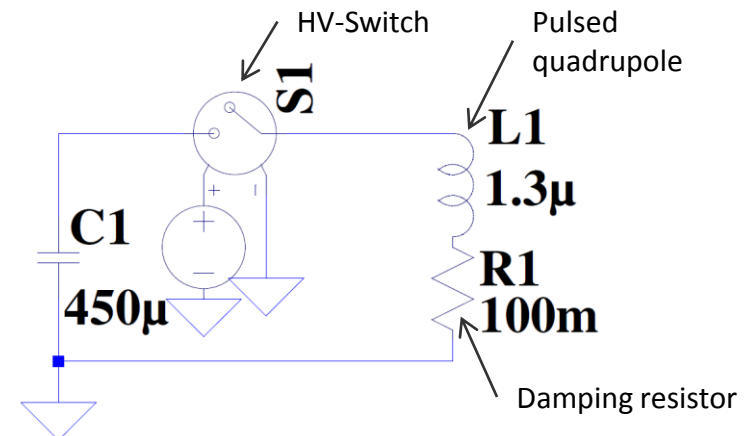 HV-Switch
Pulsed
quadrupole
S1
L1
1.3µ
+ −
+
−
C1
450µ
R1
100m
Damping resistor